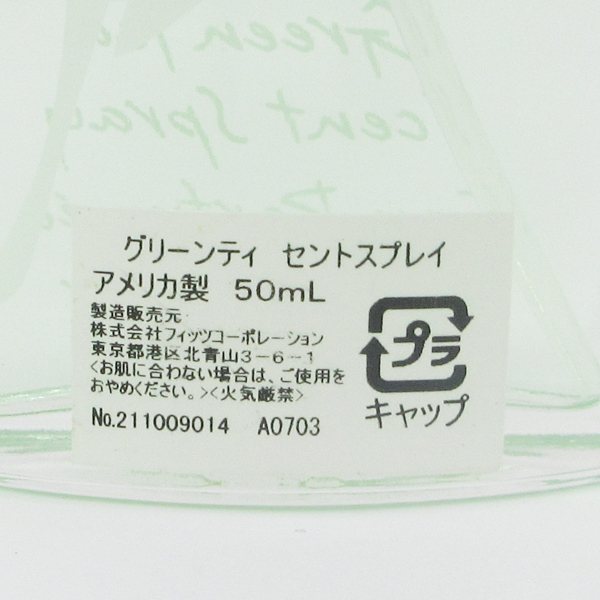 Green
cent Spray
グリーンティ セントスプレイ
アメリカ製 50mL
製造販売元
株式会社フィッツコーポレーション
東京都港区北青山3-6-1
<お肌に合わない場合は、ご使用を
おやめください。><火気厳禁>
No.211009014 A0703
プラ
キャップ